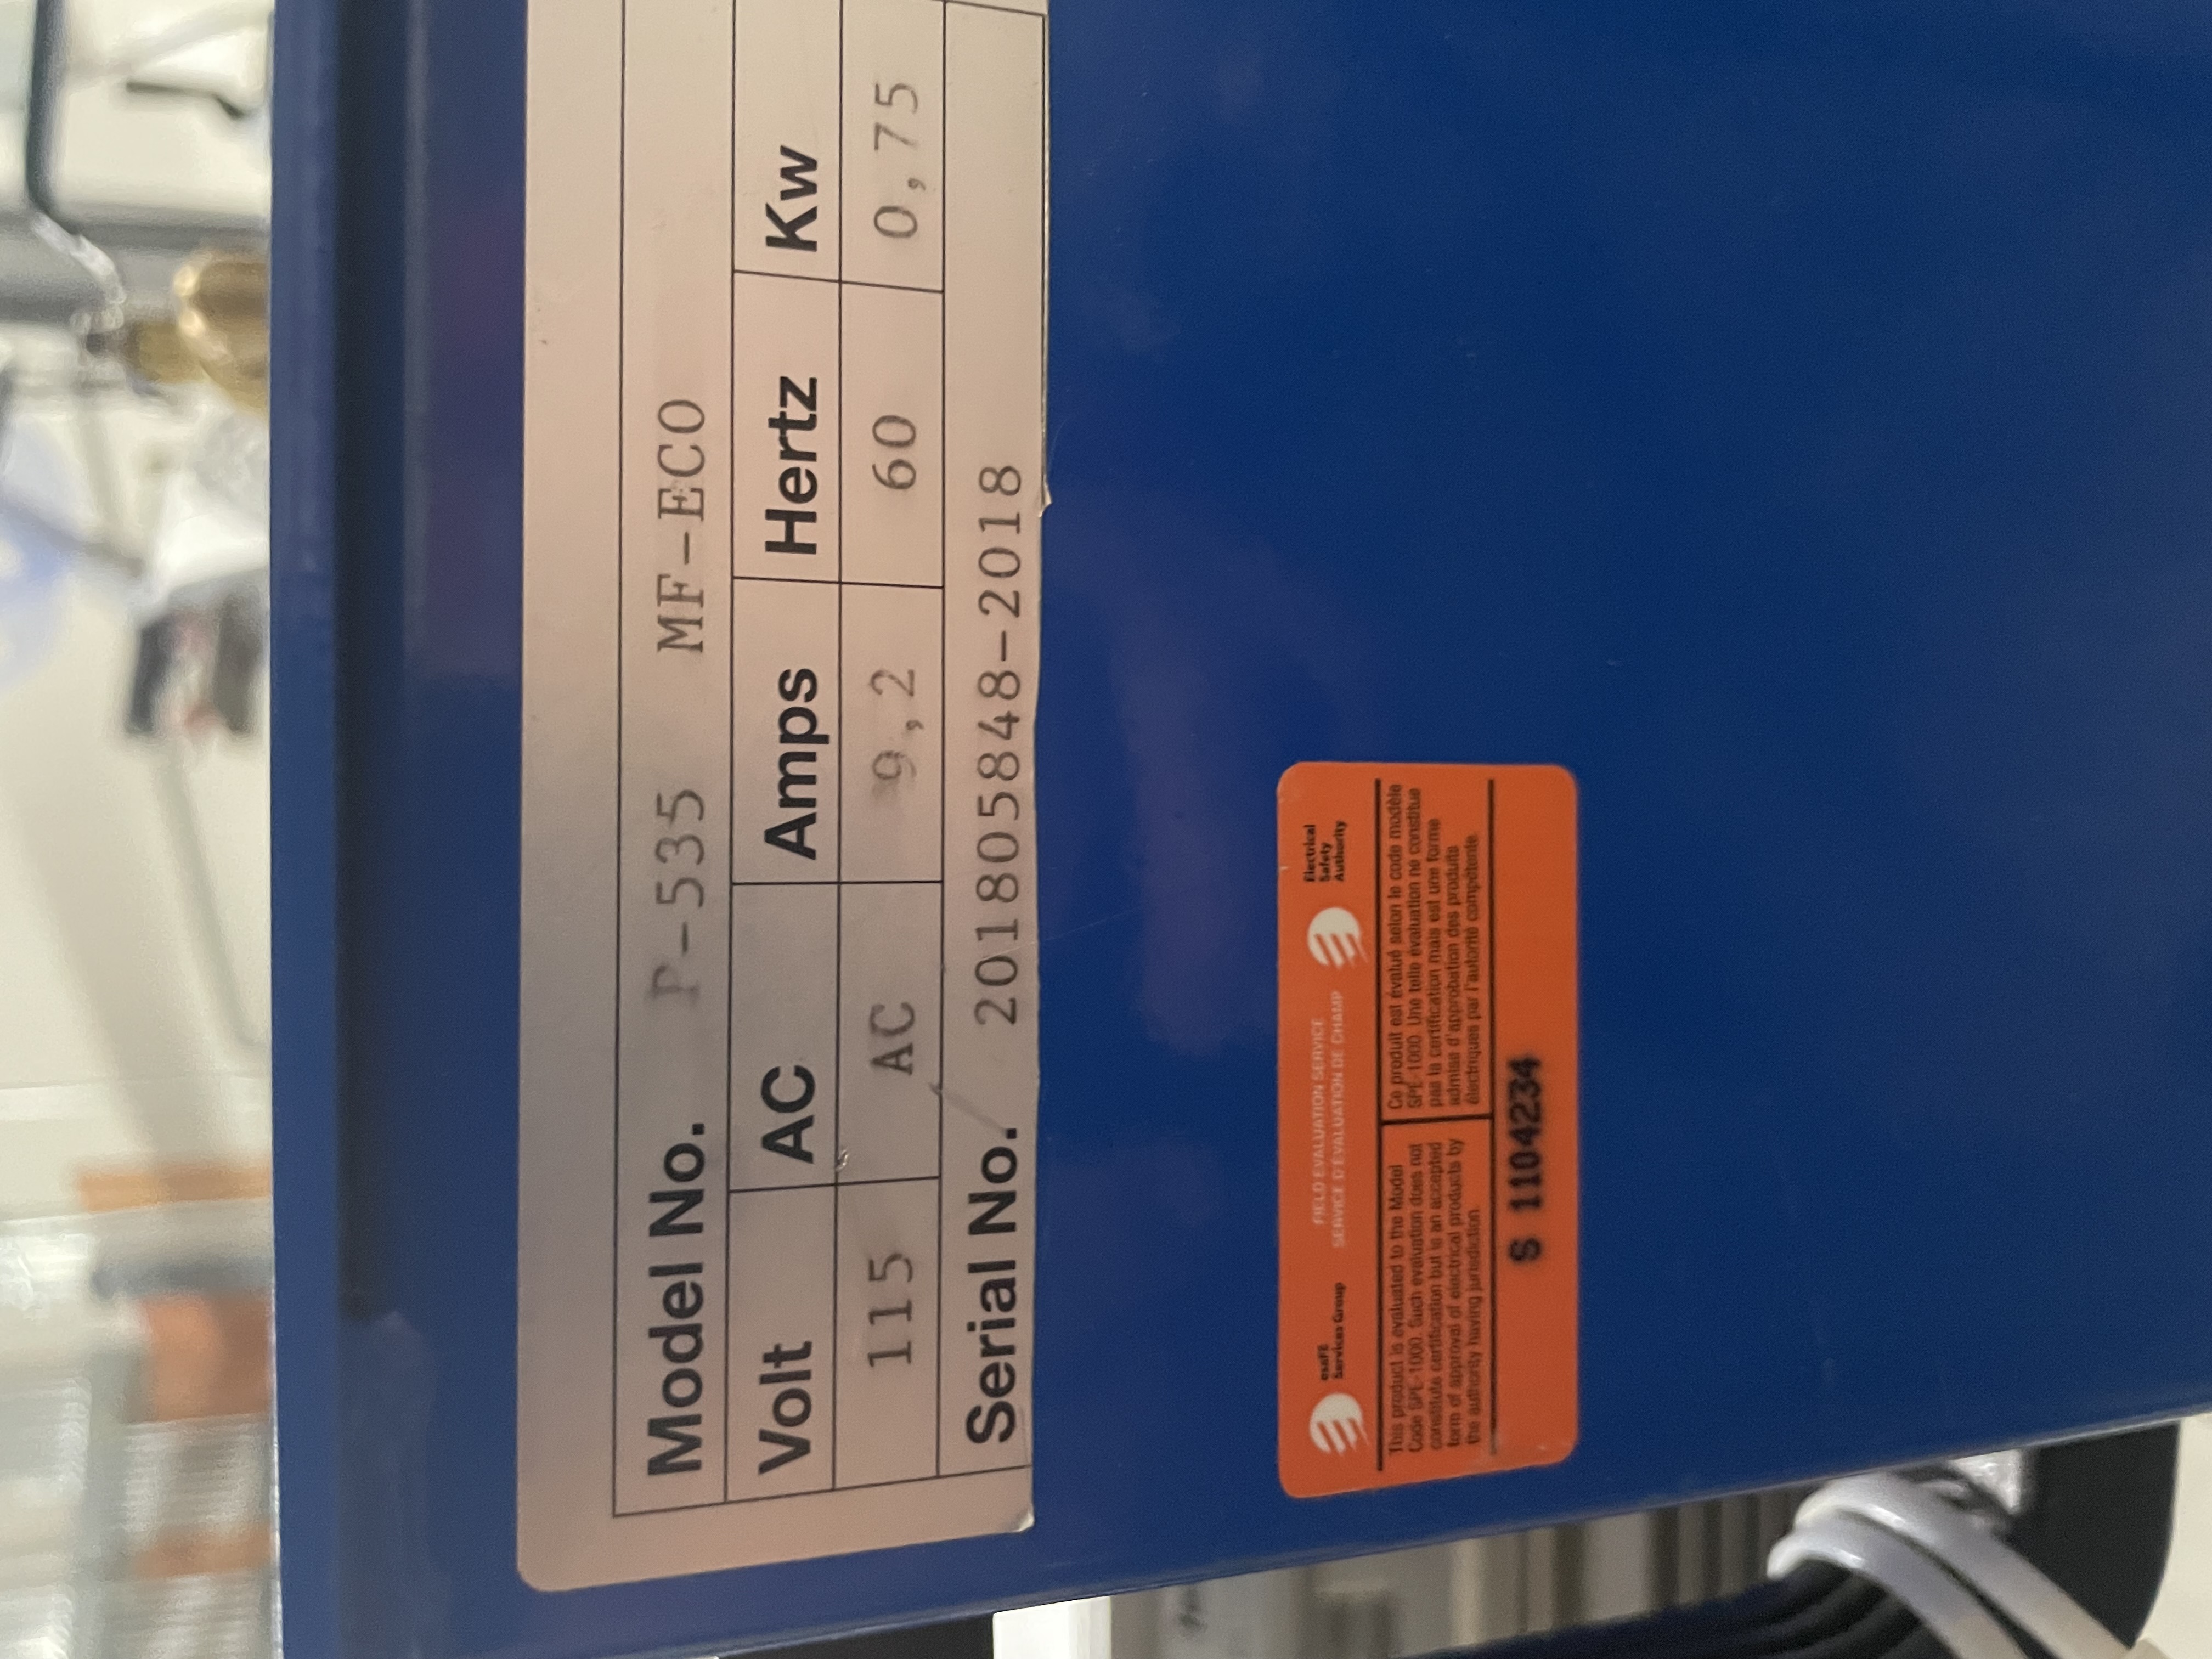 Model No. P-535 MF-ECO
Volt AC Amps Hertz Kw
115 AC 9,2 60 0,75
Serial No. 201805848-2018
esaFE
Services Group
FIELD EVALUATION SERVICE
SERVICE D'ÉVALUATION DE CHAMP
Electrical
Safety
Authority
This product is evaluated to the Model
Code SPE-1000. Such evaluation does not
constitute certification but is an accepted
form of approval of electrical products by
the authority having jurisdiction.
Ce produit est évalué selon le code modèle
SPE-1000. Une telle évaluation ne constitue
pas la certification mais est une forme
admise d'approbation des produits
électriques par l'autorité compétente.
S 1104234